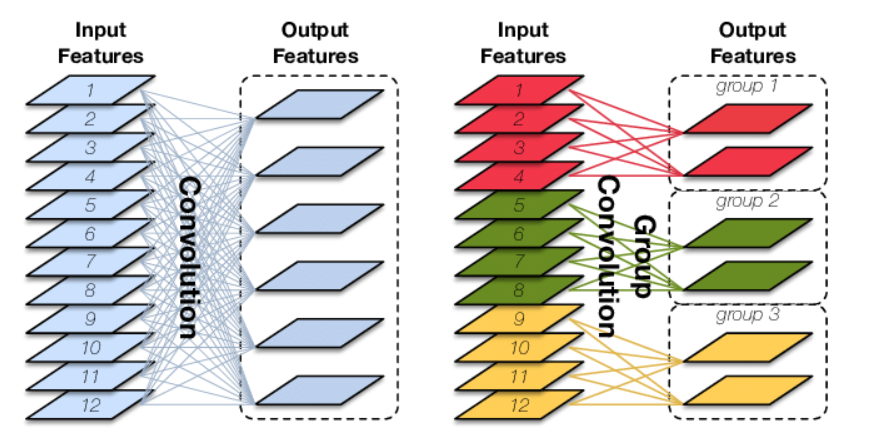 Input
Features
Output
Features
1
2
3
4
5
6
7
8
9
10
11
12
Convolution
Input
Features
Output
Features
1
2
3
4
5
6
7
8
9
10
11
12
Group
Convolution
group 1
group 2
group 3